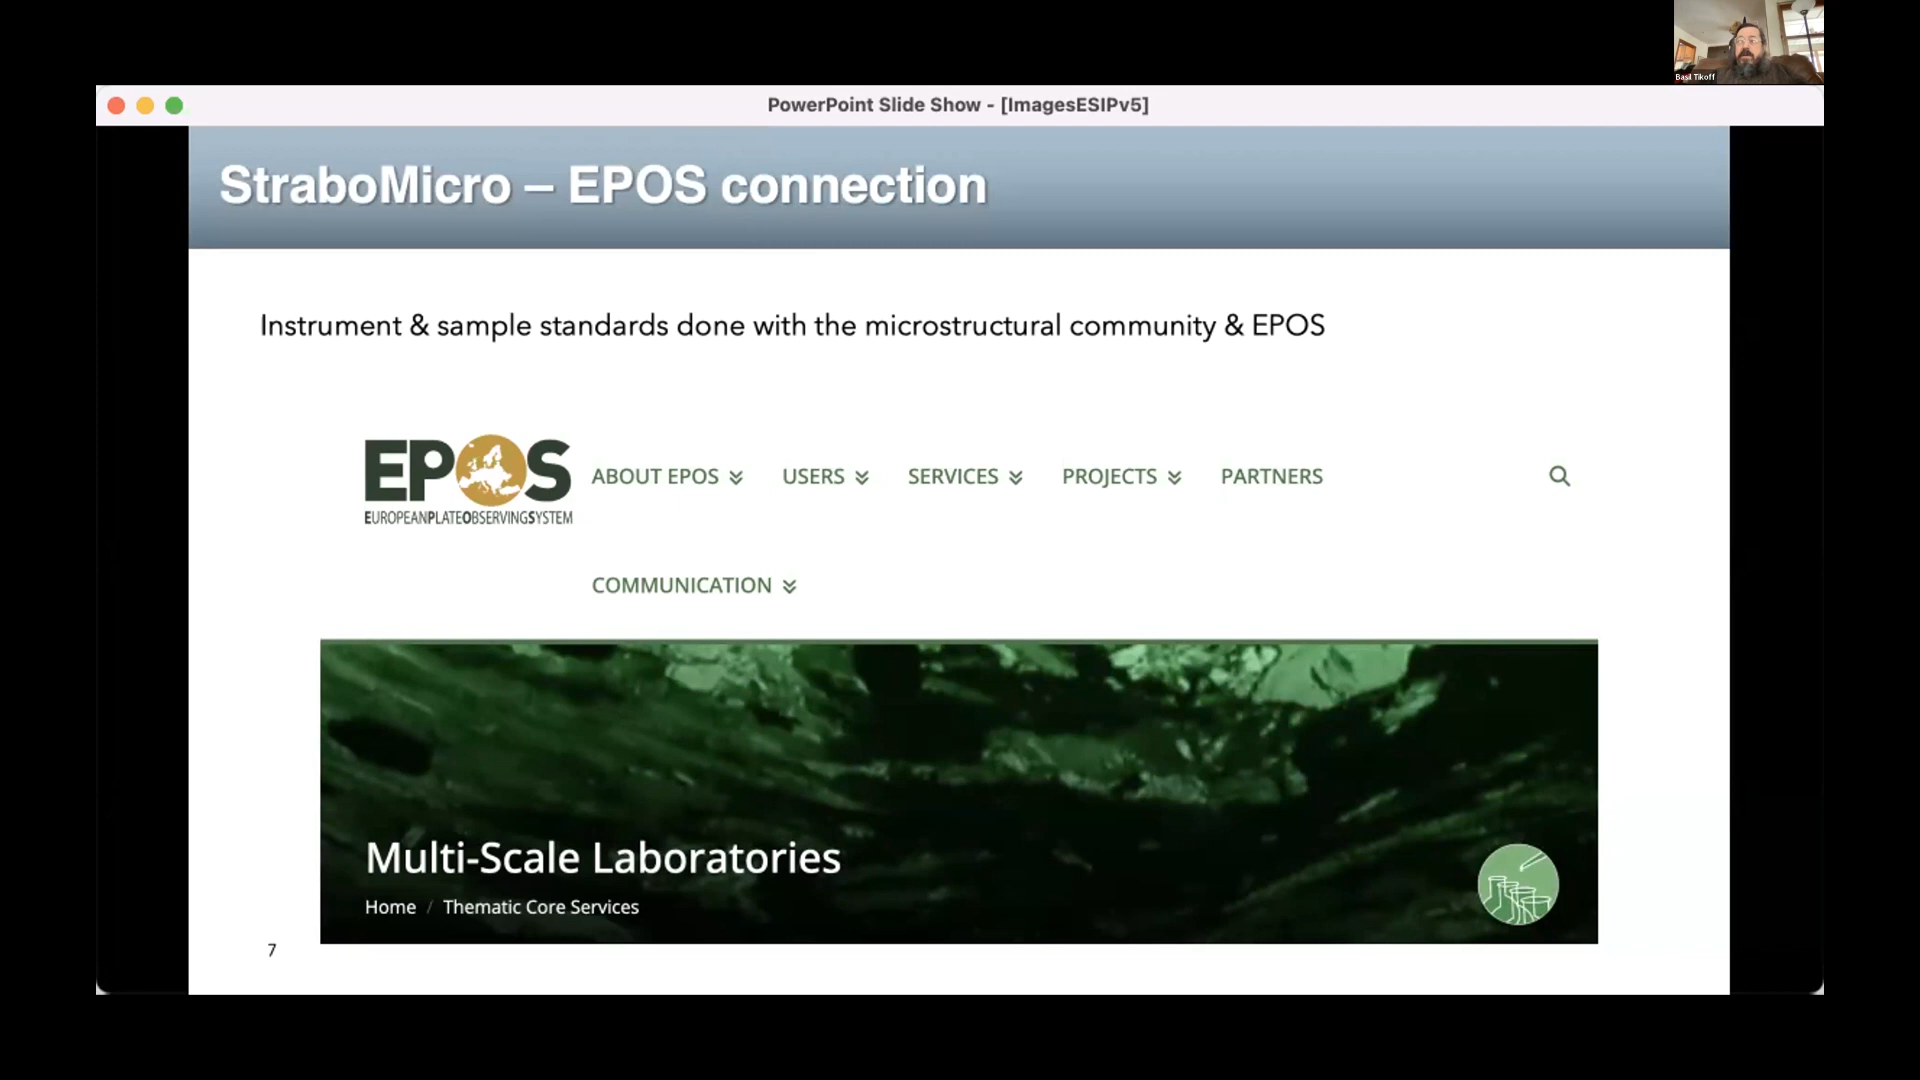 Basil Tikoff
PowerPoint Slide Show - [ImagesESIPv5]
StraboMicro – EPOS connection
Instrument & sample standards done with the microstructural community & EPOS
EPOS
EUROPEANPLATEOBSERVINGSYSTEM
ABOUT EPOS USERS SERVICES PROJECTS PARTNERS
COMMUNICATION
Multi-Scale Laboratories
Home / Thematic Core Services
7